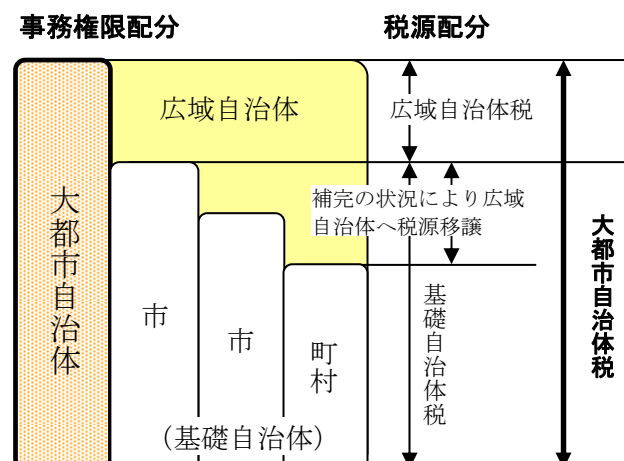 事務権限配分
税源配分
広域自治体
広域自治体税
補完の状況により広域
自治体へ税源移譲
大都市自治体
市
市
町村
(基礎自治体)
基礎自治体税
大都市自治体税